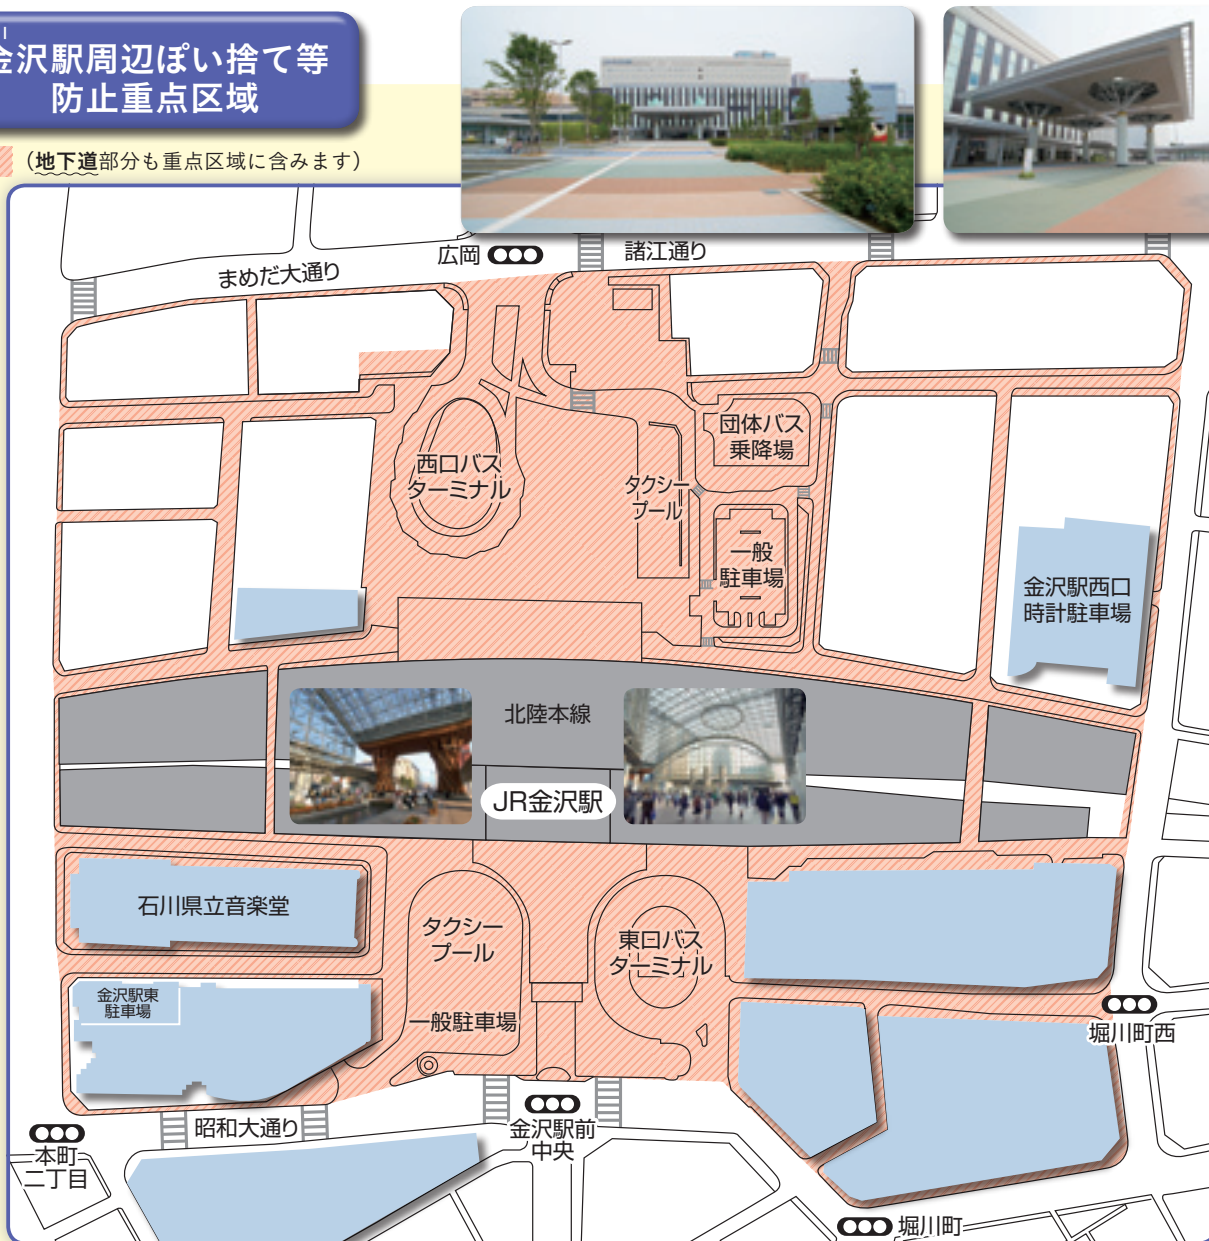 金沢駅周辺ぽい捨て等
防止重点区域
（地下道部分も重点区域に含みます）
広岡
諸江通り
まめだ大通り
団体バス
乗降場
西口バス
ターミナル
タクシー
プール
一般
駐車場
金沢駅西口
時計駐車場
北陸本線
JR金沢駅
石川県立音楽堂
タクシー
プール
東口バス
ターミナル
金沢駅東
駐車場
一般駐車場
堀川町西
昭和大通り
金沢駅前
中央
本町
二丁目
堀川町